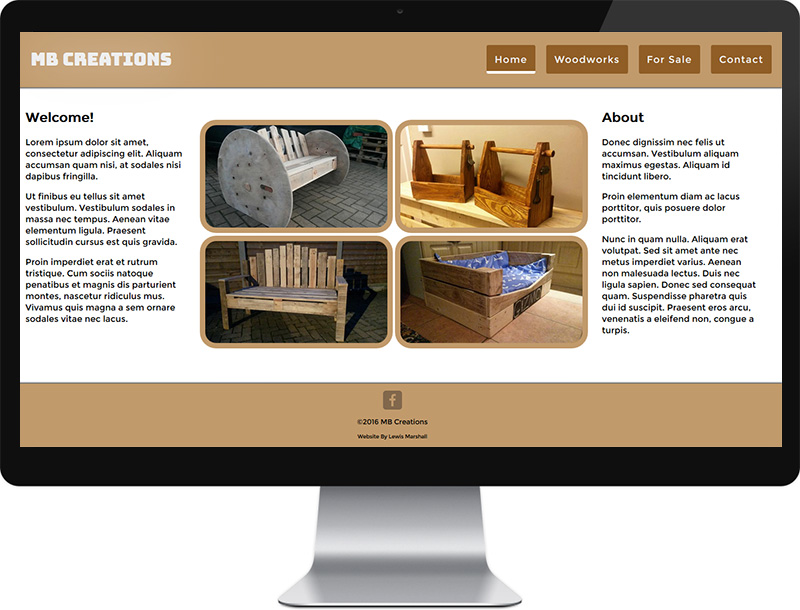 MB CREATIONS
Home
Woodworks
For Sale
Contact
Welcome!
Lorem ipsum dolor sit amet,
consectetur adipiscing elit. Aliquam
accumsan quam nisi, at sodales nisi
dapibus fringilla.
Ut finibus eu tellus sit amet
vestibulum. Vestibulum sodales in
massa nec tempus. Aenean vitae
elementum ligula. Praesent
sollicitudin cursus est quis gravida.
Proin imperdiet erat et rutrum
tristique. Cum sociis natoque
penatibus et magnis dis parturient
montes, nascetur ridiculus mus.
Vivamus quis magna a sem ornare
sodales vitae nec lacus.
About
Donec dignissim nec felis ut
accumsan. Vestibulum aliquam
maximus egestas. Aliquam id
tincidunt libero.
Proin elementum diam ac lacus
porttitor, quis posuere dolor
porttitor.
Nunc in quam nulla. Aliquam erat
volutpat. Sed sit amet ante nec
metus imperdiet varius. Aenean
non malesuada lectus. Duis nec
ligula sapien. Donec sed consequat
quam. Suspendisse pharetra quis
dui id suscipit. Praesent eros arcu,
venenatis a eleifend non, congue a
turpis.
f
©2016 MB Creations
Website By Lewis Marshall